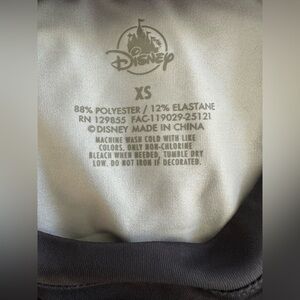 Disney
XS
88% POLYESTER / 12% ELASTANE
RN 129855 FAC-119029-25121
©DISNEY MADE IN CHINA
MACHINE WASH COLD WITH LIKE
COLORS. ONLY NON-CHLORINE
BLEACH WHEN NEEDED, TUMBLE DRY
LOW. DO NOT IRON IF DECORATED.